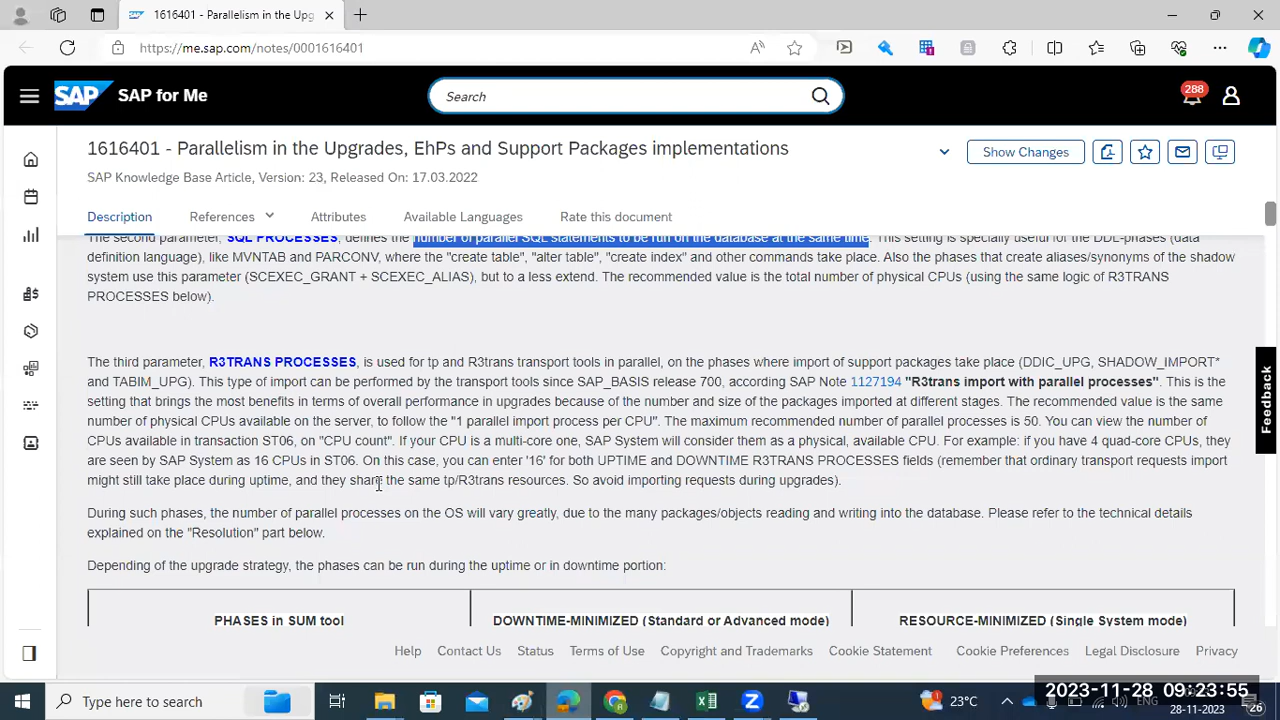 1616401 - Parallelism in the Upg
https://me.sap.com/notes/0001616401
SAP
SAP for Me
Search
288
1616401 - Parallelism in the Upgrades, EhPs and Support Packages implementations
Show Changes
SAP Knowledge Base Article, Version: 23, Released On: 17.03.2022
Description
References
Attributes
Available Languages
Rate this document
The second parameter, SQL PROCESSES, defines the number of parallel SQL statements to be run on the database at the same time. This setting is specially useful for the DDL-phases (data
definition language), like MVNTAB and PARCONV, where the "create table", "alter table", "create index" and other commands take place. Also the phases that create aliases/synonyms of the shadow
system use this parameter (SCEXEC_GRANT + SCEXEC_ALIAS), but to a less extend. The recommended value is the total number of physical CPUs (using the same logic of R3TRANS
PROCESSES below).
The third parameter, R3TRANS PROCESSES, is used for tp and R3trans transport tools in parallel, on the phases where import of support packages take place (DDIC_UPG, SHADOW_IMPORT*
and TABIM_UPG). This type of import can be performed by the transport tools since SAP_BASIS release 700, according SAP Note 1127194 "R3trans import with parallel processes". This is the
setting that brings the most benefits in terms of overall performance in upgrades because of the number and size of the packages imported at different stages. The recommended value is the same
number of physical CPUs available on the server, to follow the "1 parallel import process per CPU". The maximum recommended number of parallel processes is 50. You can view the number of
CPUs available in transaction ST06, on "CPU count". If your CPU is a multi-core one, SAP System will consider them as a physical, available CPU. For example: if you have 4 quad-core CPUs, they
are seen by SAP System as 16 CPUs in ST06. On this case, you can enter '16' for both UPTIME and DOWNTIME R3TRANS PROCESSES fields (remember that ordinary transport requests import
might still take place during uptime, and they share the same tp/R3trans resources. So avoid importing requests during upgrades).
During such phases, the number of parallel processes on the OS will vary greatly, due to the many packages/objects reading and writing into the database. Please refer to the technical details
explained on the "Resolution" part below.
Depending of the upgrade strategy, the phases can be run during the uptime or in downtime portion:
PHASES in SUM tool
DOWNTIME-MINIMIZED (Standard or Advanced mode)
RESOURCE-MINIMIZED (Single System mode)
Feedback
Help
Contact Us
Status
Terms of Use
Copyright and Trademarks
Cookie Statement
Cookie Preferences
Legal Disclosure
Privacy
Type here to search
23°C
ENG
2023-11-28 09:23:55
28-11-2023
26